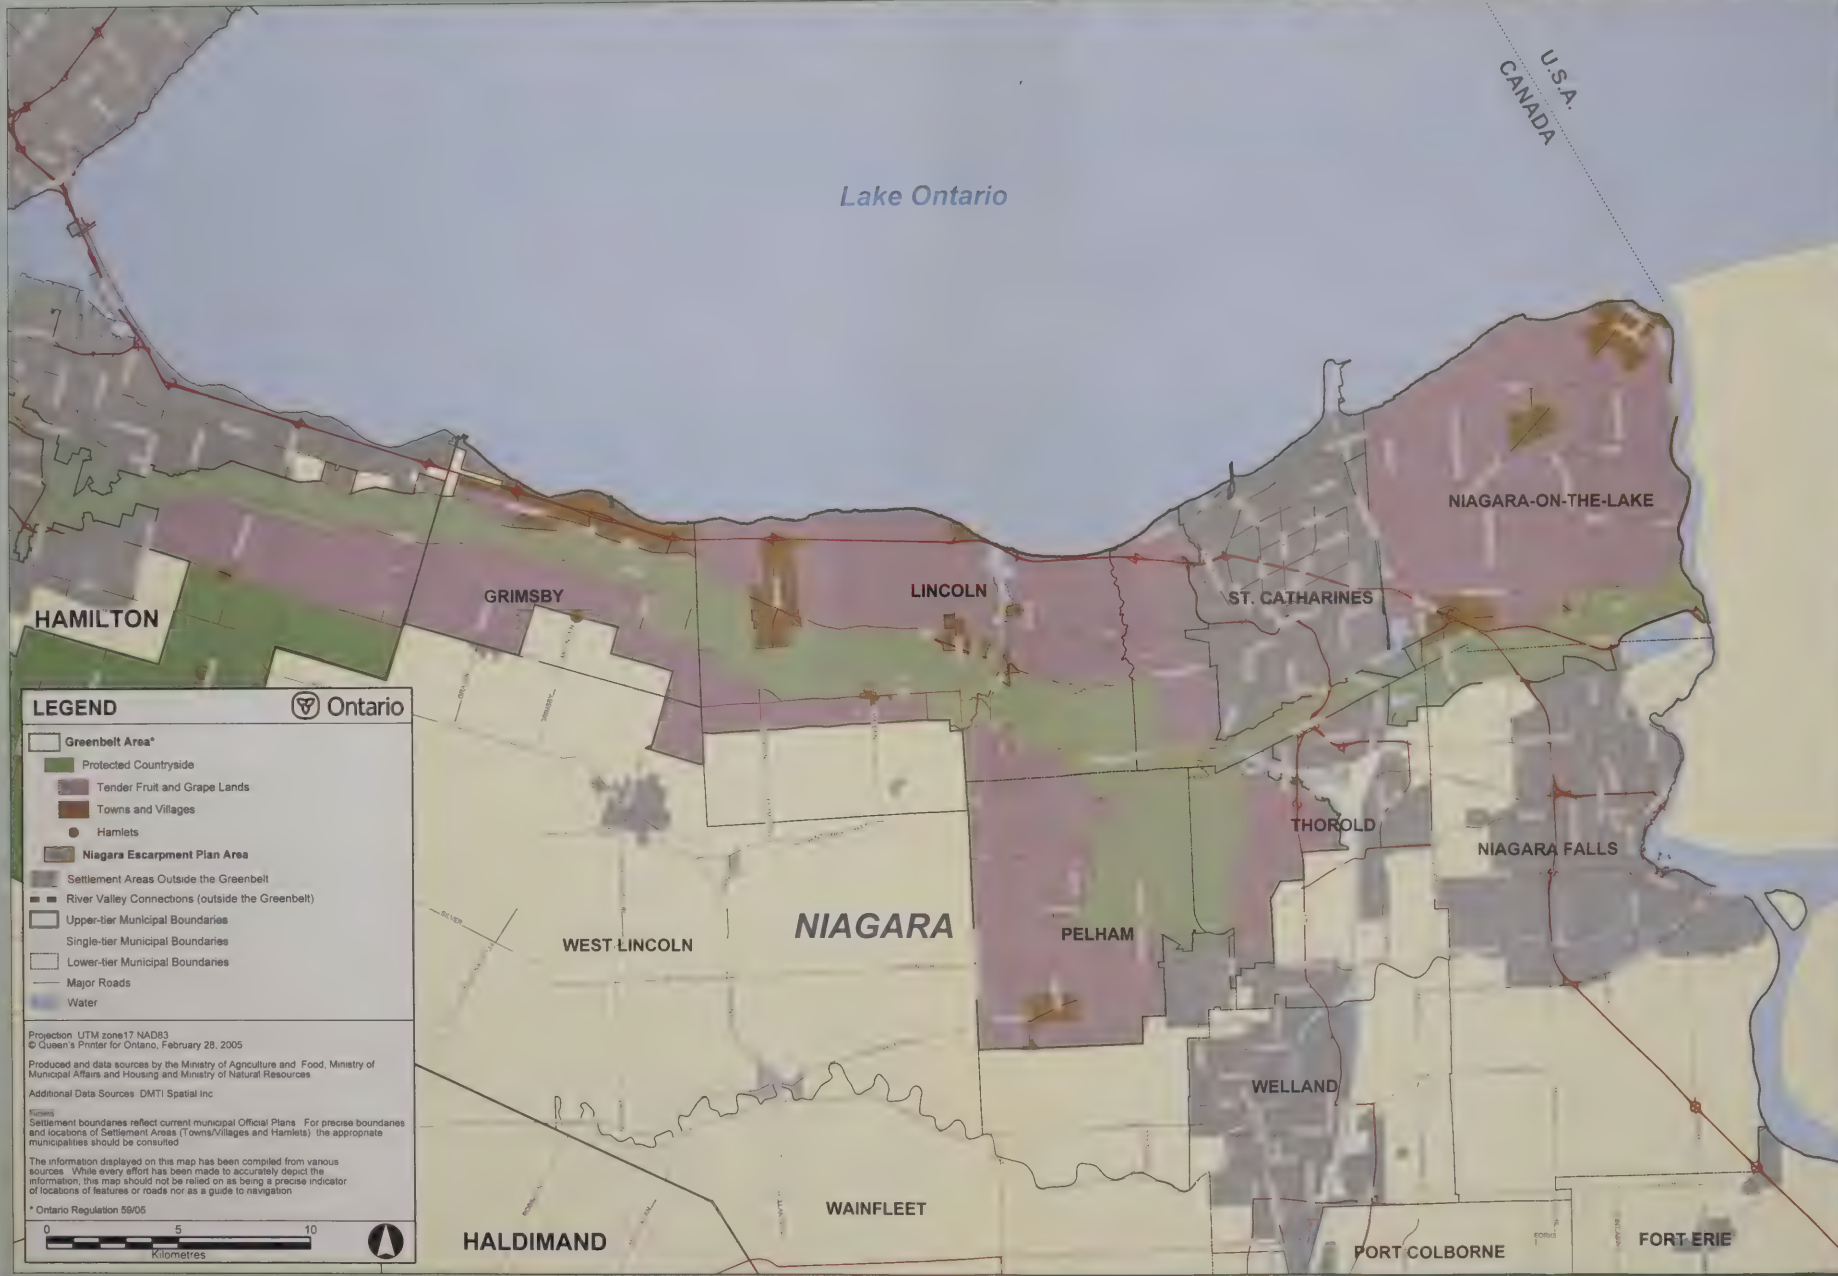 U.S.A.
CANADA
Lake Ontario
NIAGARA-ON-THE-LAKE
GRIMSBY
LINCOLN
ST. CATHARINES
HAMILTON
THOROLD
NIAGARA FALLS
NIAGARA
PELHAM
WEST LINCOLN
SILVER
WELLAND
WAINFLEET
HALDIMAND
PORT COLBORNE
FORKS
FORT ERIE
LEGEND
Ontario
Greenbelt Area*
Protected Countryside
Tender Fruit and Grape Lands
Towns and Villages
Hamlets
Niagara Escarpment Plan Area
Settlement Areas Outside the Greenbelt
River Valley Connections (outside the Greenbelt)
Upper-tier Municipal Boundaries
Single-tier Municipal Boundaries
Lower-tier Municipal Boundaries
Major Roads
Water
Projection UTM zone17 NAD83
© Queen's Printer for Ontario, February 28, 2005
Produced and data sources by the Ministry of Agriculture and Food, Ministry of
Municipal Affairs and Housing and Ministry of Natural Resources
Additional Data Sources DMTI Spatial Inc
Settlement boundaries reflect current municipal Official Plans For precise boundaries
and locations of Settlement Areas (Towns/Villages and Hamlets) the appropriate
municipalities should be consulted
The information displayed on this map has been compiled from various
sources While every effort has been made to accurately depict the
information, this map should not be relied on as being a precise indicator
of locations of features or roads nor as a guide to navigation
* Ontario Regulation 59/05
0 5 10
Kilometres